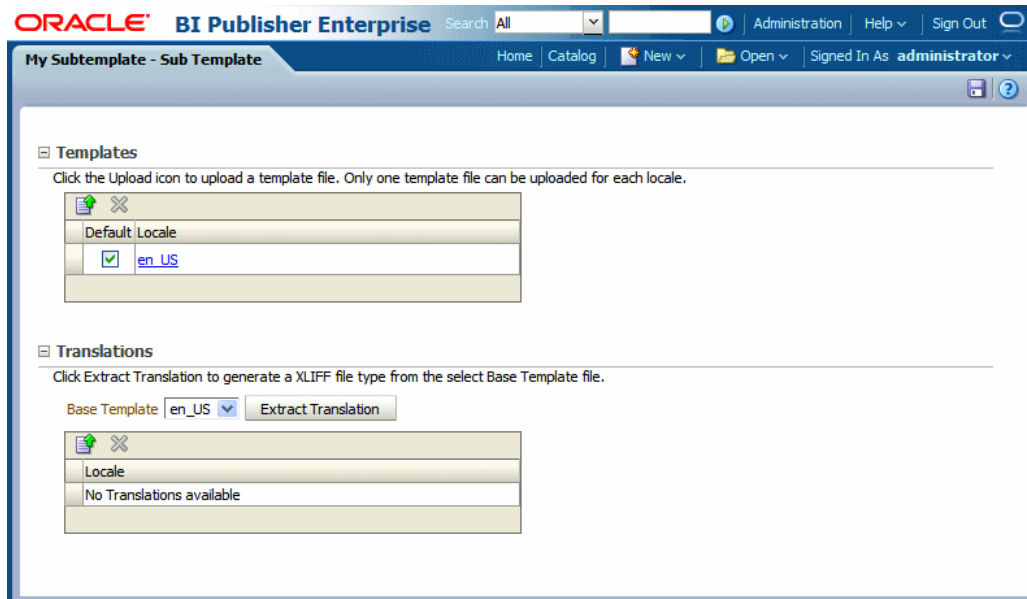 ORACLE BI Publisher Enterprise Search All Administration Help Sign Out
My Subtemplate - Sub Template Home Catalog New Open Signed In As administrator
Templates
Click the Upload icon to upload a template file. Only one template file can be uploaded for each locale.
Default Locale
en_US
Translations
Click Extract Translation to generate a XLIFF file type from the select Base Template file.
Base Template en_US Extract Translation
Locale
No Translations available